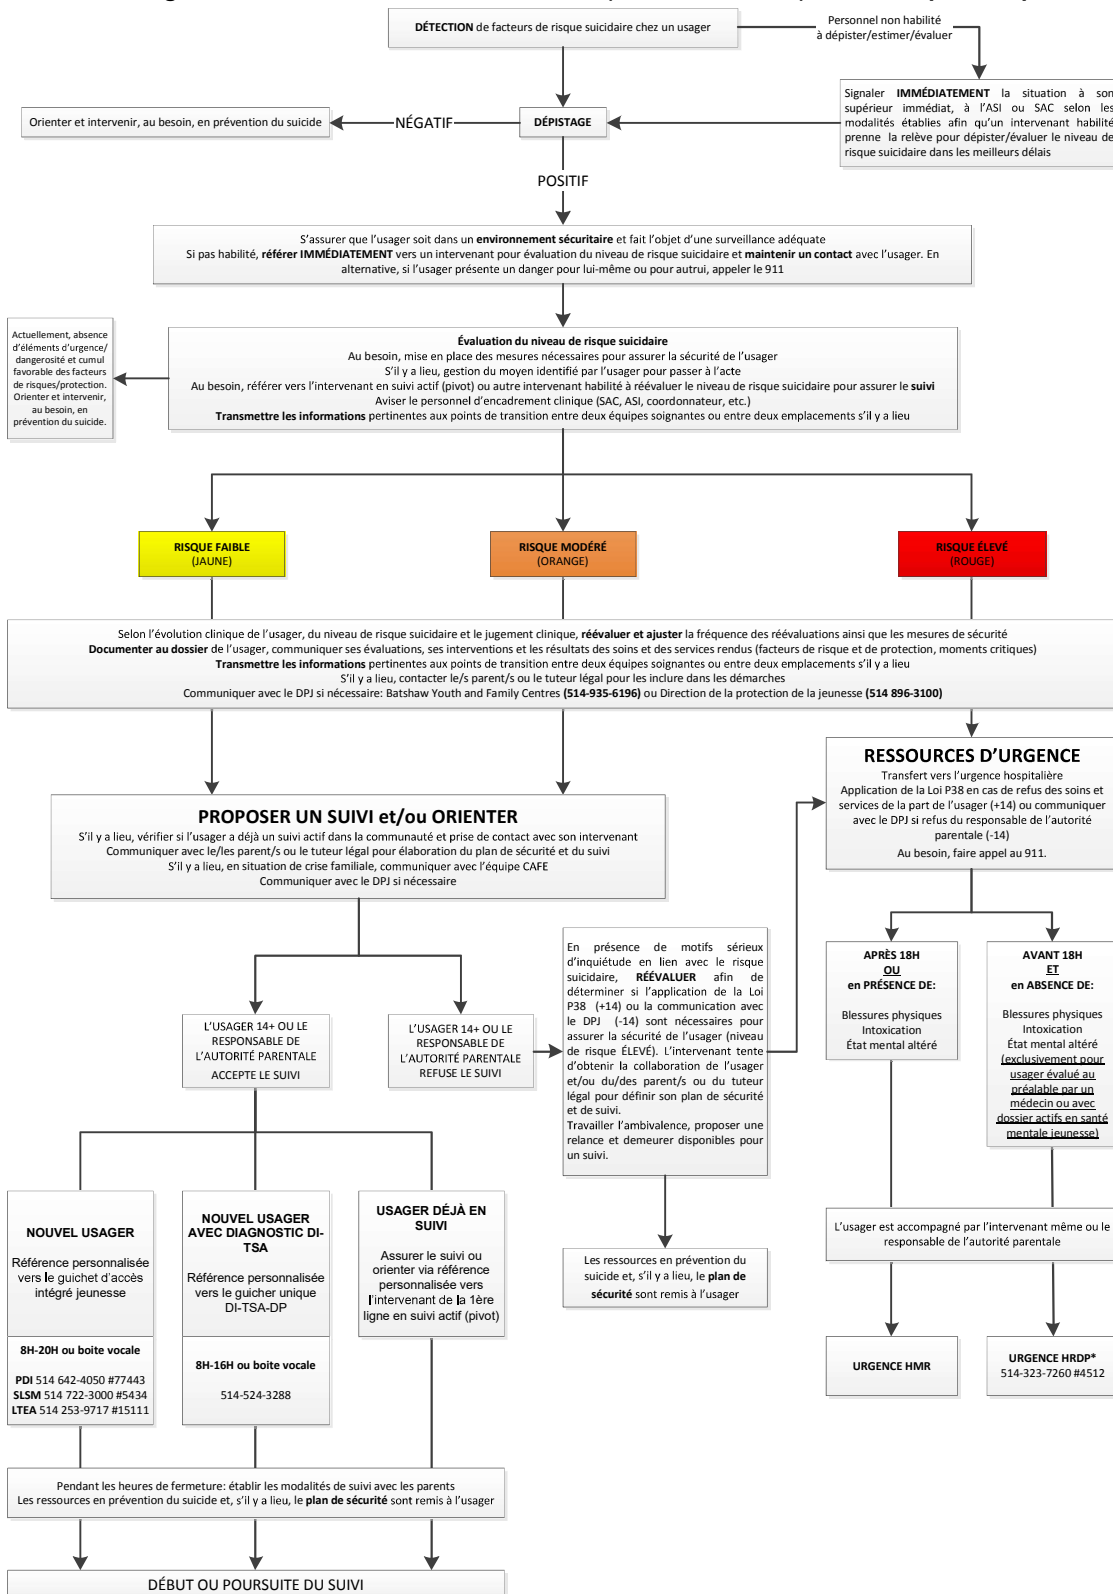 DÉTECTION de facteurs de risque suicidaire chez un usager
Personnel non habilité
à dépister/estimer/évaluer
Signaler IMMÉDIATEMENT la situation à son
supérieur immédiat, à l'ASI ou SAC selon les
modalités établies afin qu'un intervenant habilité
prenne la relève pour dépister/évaluer le niveau de
risque suicidaire dans les meilleurs délais
Orienter et intervenir, au besoin, en prévention du suicide
NÉGATIF
DÉPISTAGE
POSITIF
S'assurer que l'usager soit dans un environnement sécuritaire et fait l'objet d'une surveillance adéquate
Si pas habilité, référer IMMÉDIATEMENT vers un intervenant pour évaluation du niveau de risque suicidaire et maintenir un contact avec l'usager. En
alternative, si l'usager présente un danger pour lui-même ou pour autrui, appeler le 911
Actuellement, absence
d'éléments d'urgence/
dangerosité et cumul
favorable des facteurs
de risques/protection.
Orienter et intervenir,
au besoin, en
prévention du suicide.
Évaluation du niveau de risque suicidaire
Au besoin, mise en place des mesures nécessaires pour assurer la sécurité de l'usager
S'il y a lieu, gestion du moyen identifié par l'usager pour passer à l'acte
Au besoin, référer vers l'intervenant en suivi actif (pivot) ou autre intervenant habilité à réévaluer le niveau de risque suicidaire pour assurer le suivi
Aviser le personnel d'encadrement clinique (SAC, ASI, coordonnateur, etc.)
Transmettre les informations pertinentes aux points de transition entre deux équipes soignantes ou entre deux emplacements s'il y a lieu
RISQUE FAIBLE
(JAUNE)
RISQUE MODÉRÉ
(ORANGE)
RISQUE ÉLEVÉ
(ROUGE)
Selon l'évolution clinique de l'usager, du niveau de risque suicidaire et le jugement clinique, réévaluer et ajuster la fréquence des réévaluations ainsi que les mesures de sécurité
Documenter au dossier de l'usager, communiquer ses évaluations, ses interventions et les résultats des soins et des services rendus (facteurs de risque et de protection, moments critiques)
Transmettre les informations pertinentes aux points de transition entre deux équipes soignantes ou entre deux emplacements s'il y a lieu
S'il y a lieu, contacter le/s parent/s ou le tuteur légal pour les inclure dans les démarches
Communiquer avec le DPJ si nécessaire: Batshaw Youth and Family Centres (514-935-6196) ou Direction de la protection de la jeunesse (514 896-3100)
RESSOURCES D'URGENCE
Transfert vers l'urgence hospitalière
Application de la Loi P38 en cas de refus des soins et
services de la part de l'usager (+14) ou communiquer
avec le DPJ si refus du responsable de l'autorité
parentale (-14)
Au besoin, faire appel au 911.
PROPOSER UN SUIVI et/ou ORIENTER
S'il y a lieu, vérifier si l'usager a déjà un suivi actif dans la communauté et prise de contact avec son intervenant
Communiquer avec le/les parent/s ou le tuteur légal pour élaboration du plan de sécurité et du suivi
S'il y a lieu, en situation de crise familiale, communiquer avec l'équipe CAFE
Communiquer avec le DPJ si nécessaire
L'USAGER 14+ OU LE
RESPONSABLE DE
L'AUTORITÉ PARENTALE
ACCEPTE LE SUIVI
L'USAGER 14+ OU LE
RESPONSABLE DE
L'AUTORITÉ PARENTALE
REFUSE LE SUIVI
En présence de motifs sérieux
d'inquiétude en lien avec le risque
suicidaire, RÉÉVALUER afin de
déterminer si l'application de la Loi
P38 (+14) ou la communication avec
le DPJ (-14) sont nécessaires pour
assurer la sécurité de l'usager (niveau
de risque ÉLEVÉ). L'intervenant tente
d'obtenir la collaboration de l'usager
et/ou du/des parent/s ou du tuteur
légal pour définir son plan de sécurité
et de suivi.
Travailler l'ambivalence, proposer une
relance et demeurer disponibles pour
un suivi.
APRÈS 18H
OU
en PRÉSENCE DE:
Blessures physiques
Intoxication
État mental altéré
AVANT 18H
ET
en ABSENCE DE:
Blessures physiques
Intoxication
État mental altéré
(exclusivement pour
usager évalué au
préalable par un
médecin ou avec
dossier actifs en santé
mentale jeunesse)
NOUVEL USAGER
Référence personnalisée
vers le guichet d'accès
intégré jeunesse
8H-20H ou boite vocale
PDI 514 642-4050 #77443
SLSM 514 722-3000 #5434
LTEA 514 253-9717 #15111
NOUVEL USAGER
AVEC DIAGNOSTIC DI-
TSA
Référence personnalisée
vers le guicher unique
DI-TSA-DP
8H-16H ou boite vocale
514-524-3288
USAGER DÉJÀ EN
SUIVI
Assurer le suivi ou
orienter via référence
personnalisée vers
l'intervenant de la 1ère
ligne en suivi actif (pivot)
Les ressources en prévention du
suicide et, s'il y a lieu, le plan de
sécurité sont remis à l'usager
L'usager est accompagné par l'intervenant même ou le
responsable de l'autorité parentale
URGENCE HMR
URGENCE HRDP*
514-323-7260 #4512
Pendant les heures de fermeture: établir les modalités de suivi avec les parents
Les ressources en prévention du suicide et, s'il y a lieu, le plan de sécurité sont remis à l'usager
DÉBUT OU POURSUITE DU SUIVI